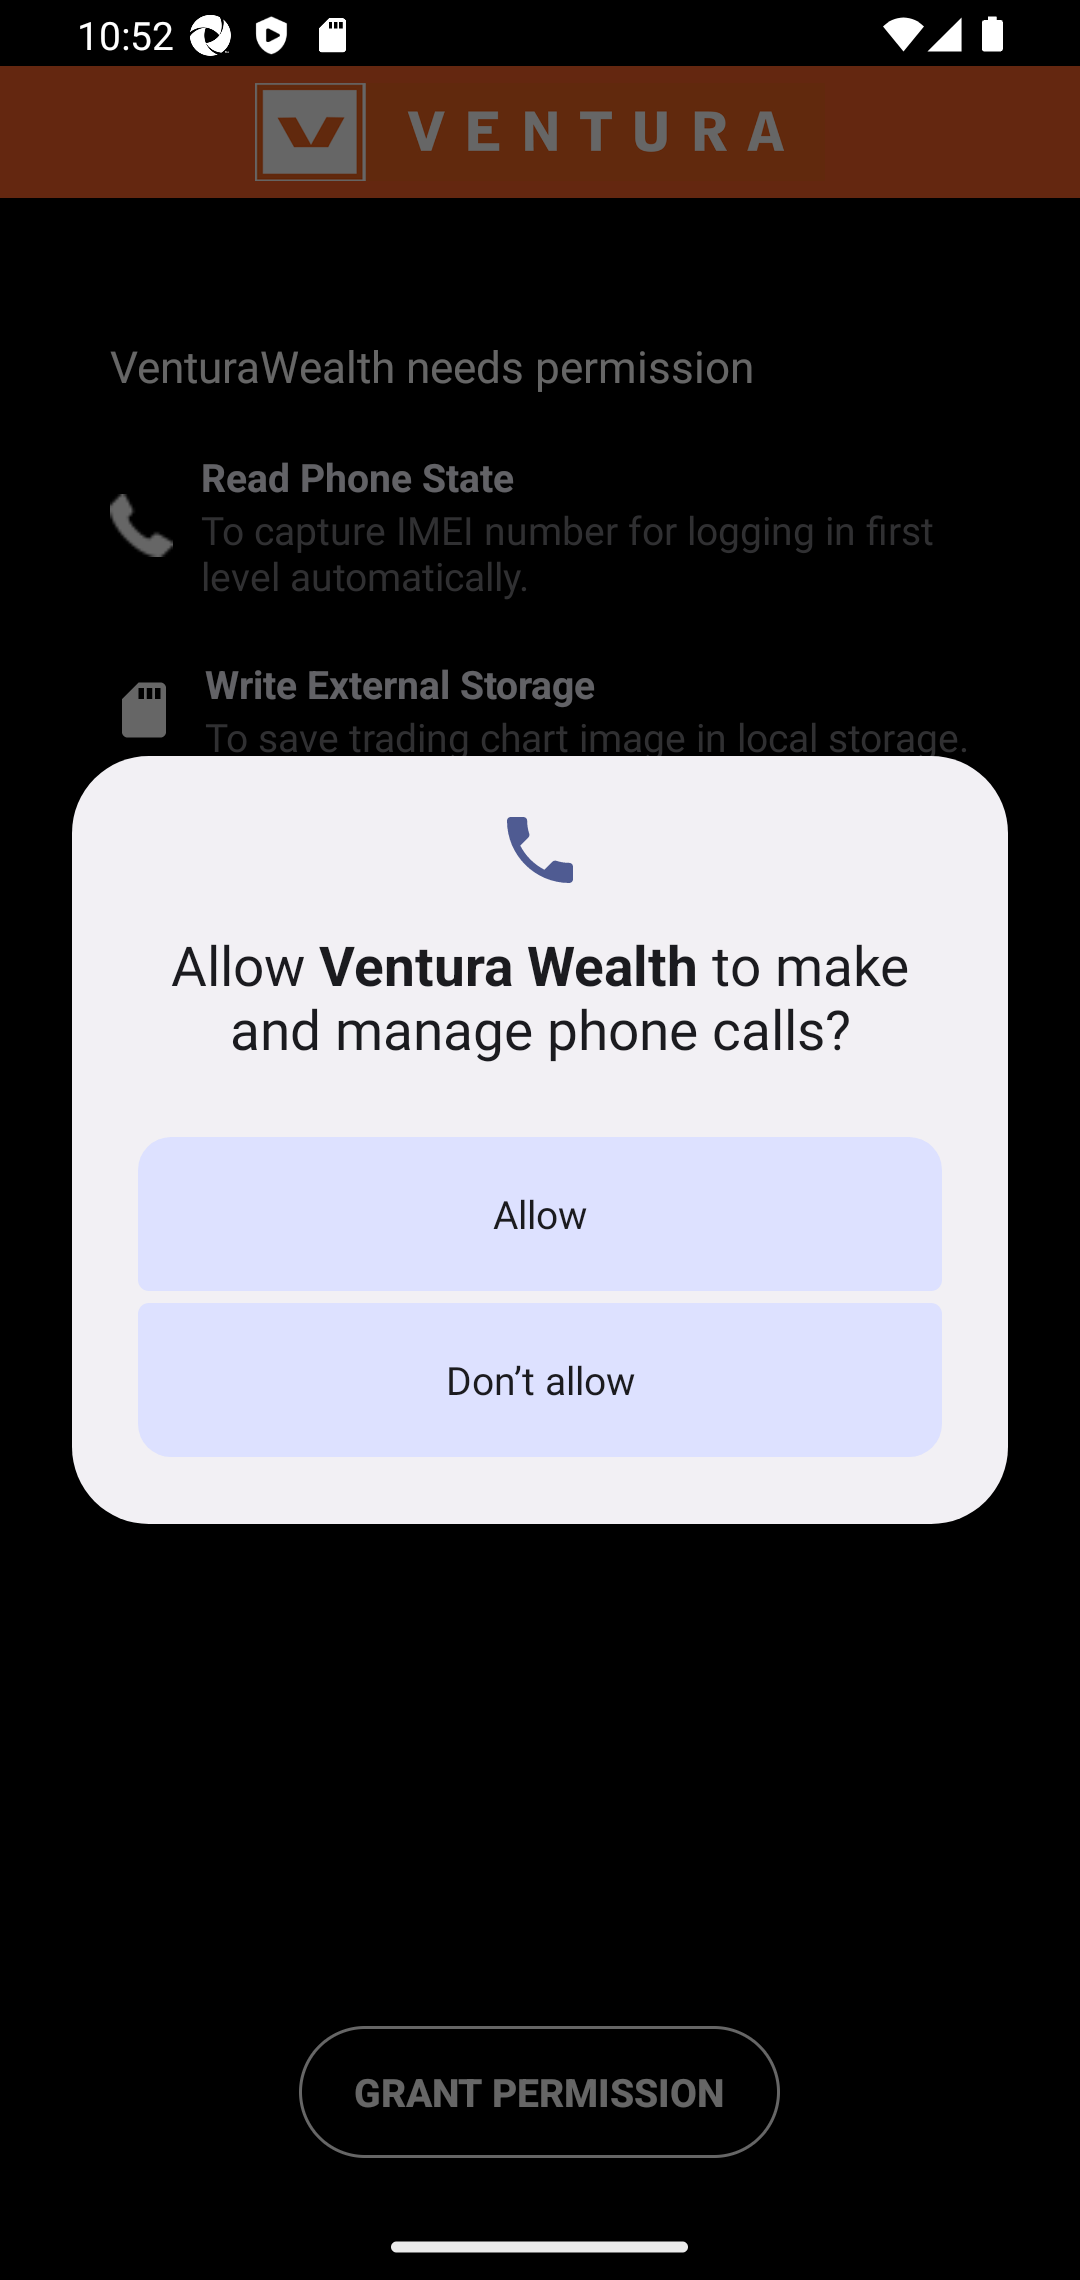 10:52
VENTURA
VenturaWealth needs permission
Read Phone State
To capture IMEI number for logging in first
level automatically.
Write External Storage
To save trading chart image in local storage.
Allow Ventura Wealth to make
and manage phone calls?
Allow
Don’t allow
GRANT PERMISSION